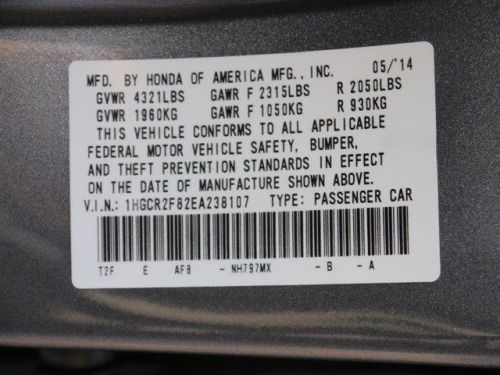 MFD. BY HONDA OF AMERICA MFG., INC. 05/'14
GVWR 4321LBS GAWR F 2315LBS R 2050LBS
GVWR 1960KG GAWR F 1050KG R 930KG
THIS VEHICLE CONFORMS TO ALL APPLICABLE
FEDERAL MOTOR VEHICLE SAFETY, BUMPER,
AND THEFT PREVENTION STANDARDS IN EFFECT
ON THE DATE OF MANUFACTURE SHOWN ABOVE.
V.I.N.: 1HGCR2F82EA238107 TYPE: PASSENGER CAR
T2F E AF8 - NH797MX - B - A